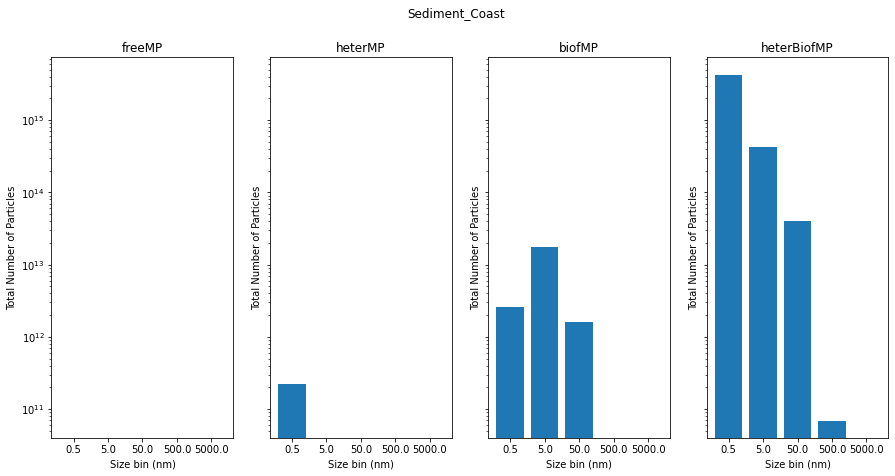 Sediment_Coast
freeMP
heterMP
biofMP
heterBiofMP
Total Number of Particles
10^15
10^14
10^13
10^12
10^11
0.5 5.0 50.0 500.0 5000.0
Size bin (nm)
Total Number of Particles
0.5 5.0 50.0 500.0 5000.0
Size bin (nm)
Total Number of Particles
0.5 5.0 50.0 500.0 5000.0
Size bin (nm)
Total Number of Particles
0.5 5.0 50.0 500.0 5000.0
Size bin (nm)